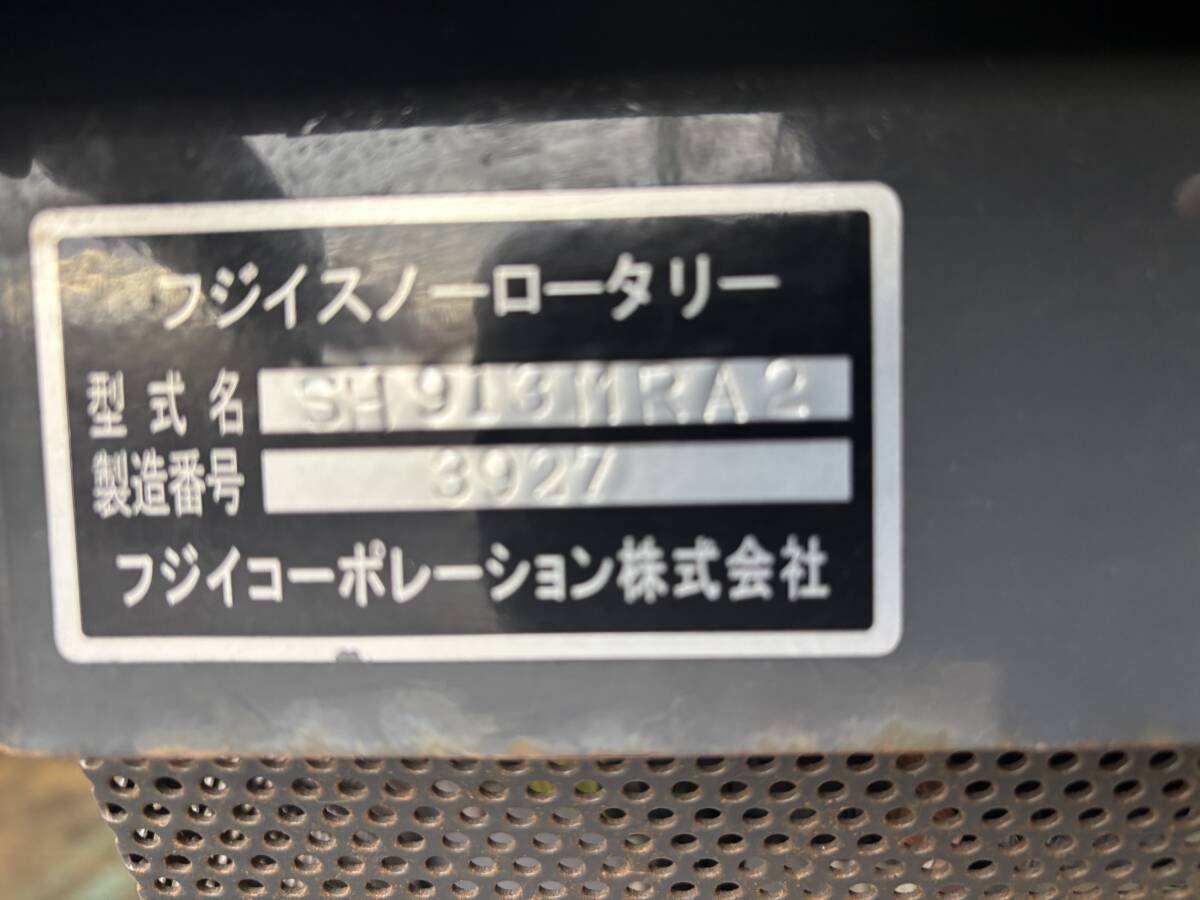 フジイスノーロータリー
型式名 SH913MRA2
製造番号 3927
フジイコーポレーション株式会社